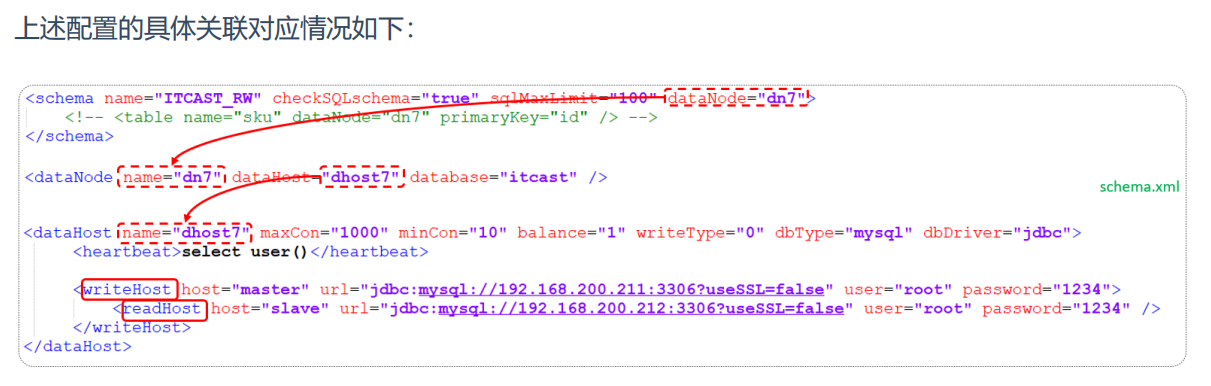 上述配置的具体关联对应情况如下：
<schema name="ITCAST_RW" checkSQLschema="true" sqlMaxLimit="100" dataNode="dn7">
<!-- <table name="sku" dataNode="dn7" primaryKey="id" /> -->
</schema>
<dataNode name="dn7" dataHost="dhost7" database="itcast" />
schema.xml
<dataHost name="dhost7" maxCon="1000" minCon="10" balance="1" writeType="0" dbType="mysql" dbDriver="jdbc">
<heartbeat>select user()</heartbeat>
<writeHost host="master" url="jdbc:mysql://192.168.200.211:3306?useSSL=false" user="root" password="1234">
<readHost host="slave" url="jdbc:mysql://192.168.200.212:3306?useSSL=false" user="root" password="1234" />
</writeHost>
</dataHost>